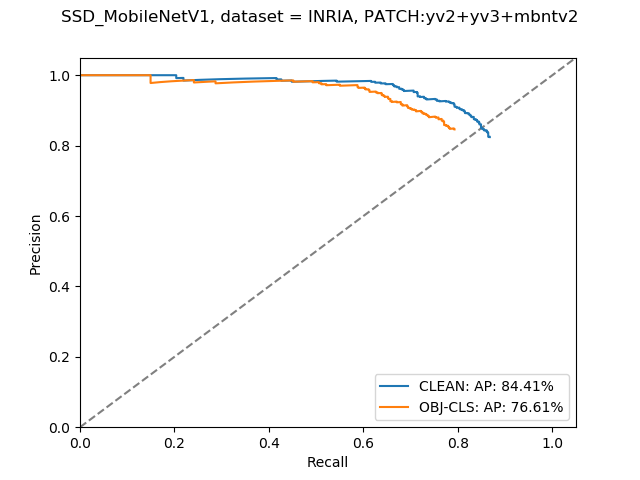 SSD_MobileNetV1, dataset = INRIA, PATCH:yv2+yv3+mbntv2
1.0
0.8
0.6
0.4
0.2
0.0
Precision
0.0 0.2 0.4 0.6 0.8 1.0
Recall
CLEAN: AP: 84.41%
OBJ-CLS: AP: 76.61%